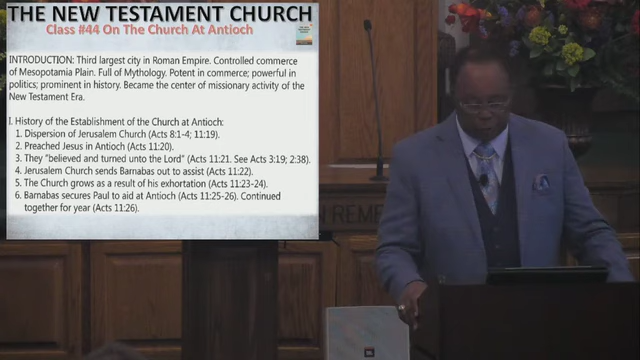 THE NEW TESTAMENT CHURCH
Class #44 On The Church At Antioch
INTRODUCTION: Third largest city in Roman Empire. Controlled commerce
of Mesopotamia Plain. Full of Mythology. Potent in commerce; powerful in
politics; prominent in history. Became the center of missionary activity of the
New Testament Era.
I. History of the Establishment of the Church at Antioch:
1. Dispersion of Jerusalem Church (Acts 8:1-4; 11:19).
2. Preached Jesus in Antioch (Acts 11:20).
3. They “believed and turned unto the Lord” (Acts 11:21. See Acts 3:19; 2:38).
4. Jerusalem Church sends Barnabas out to assist (Acts 11:22).
5. The Church grows as a result of his exhortation (Acts 11:23-24).
6. Barnabas secures Paul to aid at Antioch (Acts 11:25-26). Continued
together for year (Acts 11:26).
IN REMEM